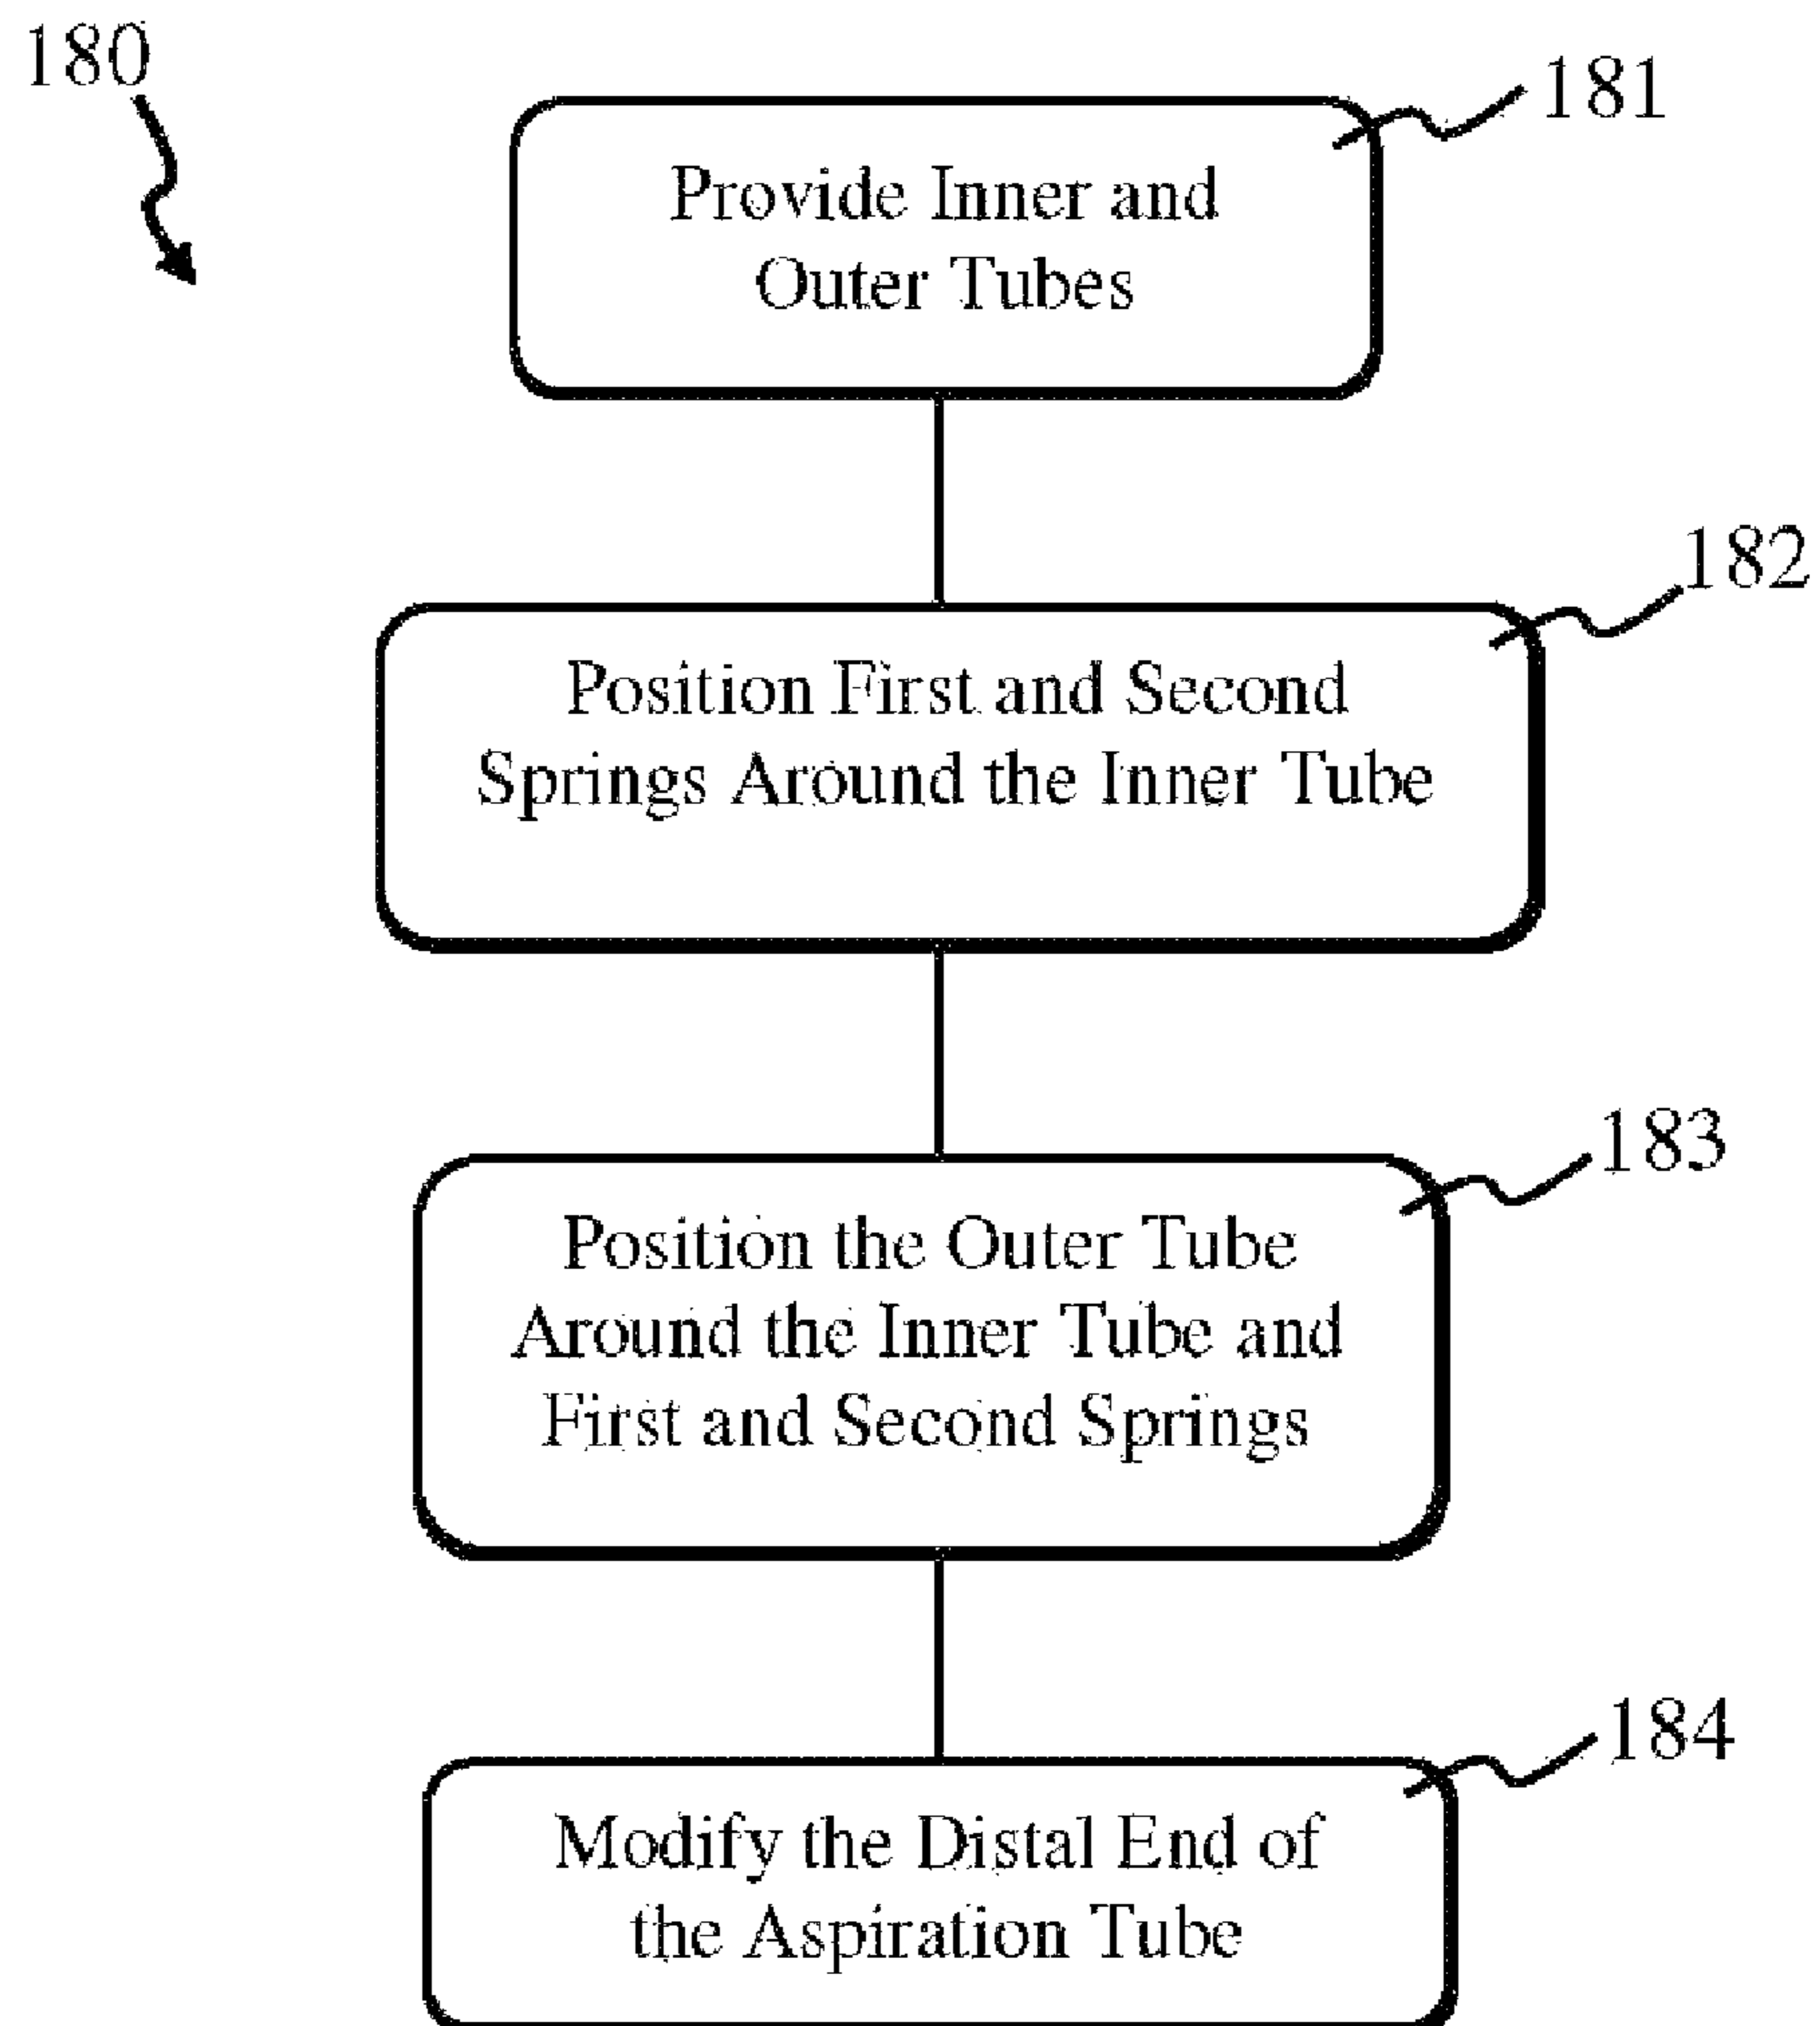 180
181
Provide Inner and
Outer Tubes
182
Position First and Second
Springs Around the Inner Tube
183
Position the Outer Tube
Around the Inner Tube and
First and Second Springs
184
Modify the Distal End of
the Aspiration Tube